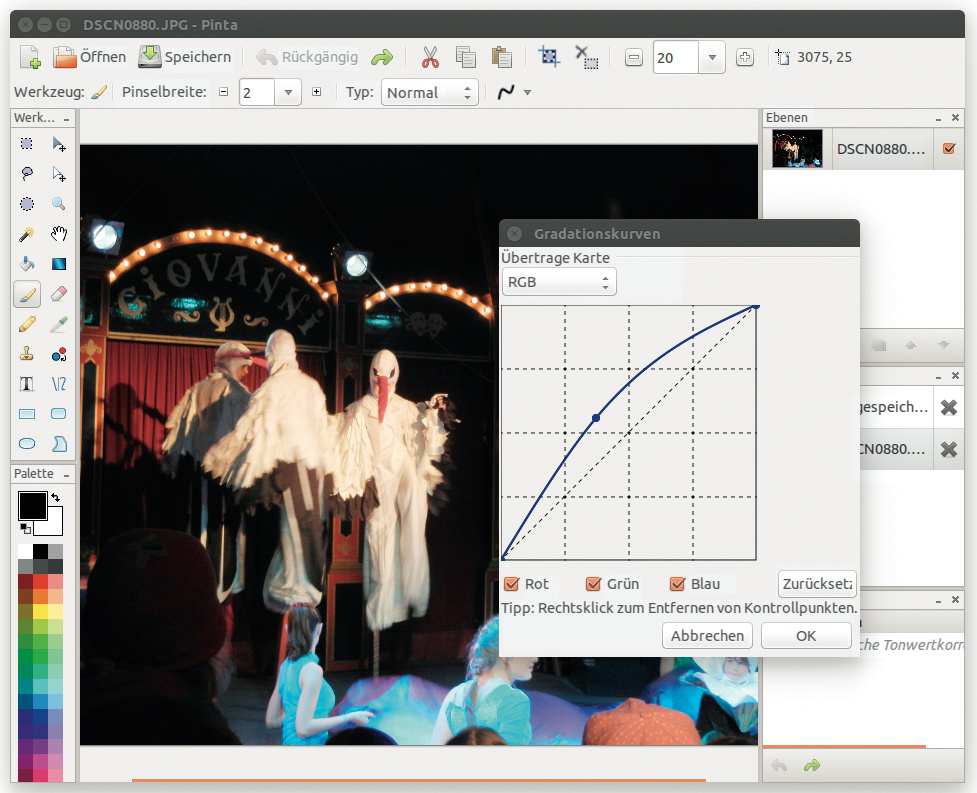 DSCN0880.JPG - Pinta
Öffnen Speichern Rückgängig 20 3075, 25
Werkzeug: Pinselbreite: 2 Typ: Normal
Werk...
Ebenen
DSCN0880....
GIOVANNI
Gradationskurven
Übertrage Karte
RGB
gespeich...
CN0880....
Rot Grün Blau Zurücksetz
Tipp: Rechtsklick zum Entfernen von Kontrollpunkten.
Abbrechen OK
che Tonwertkorr
Palette